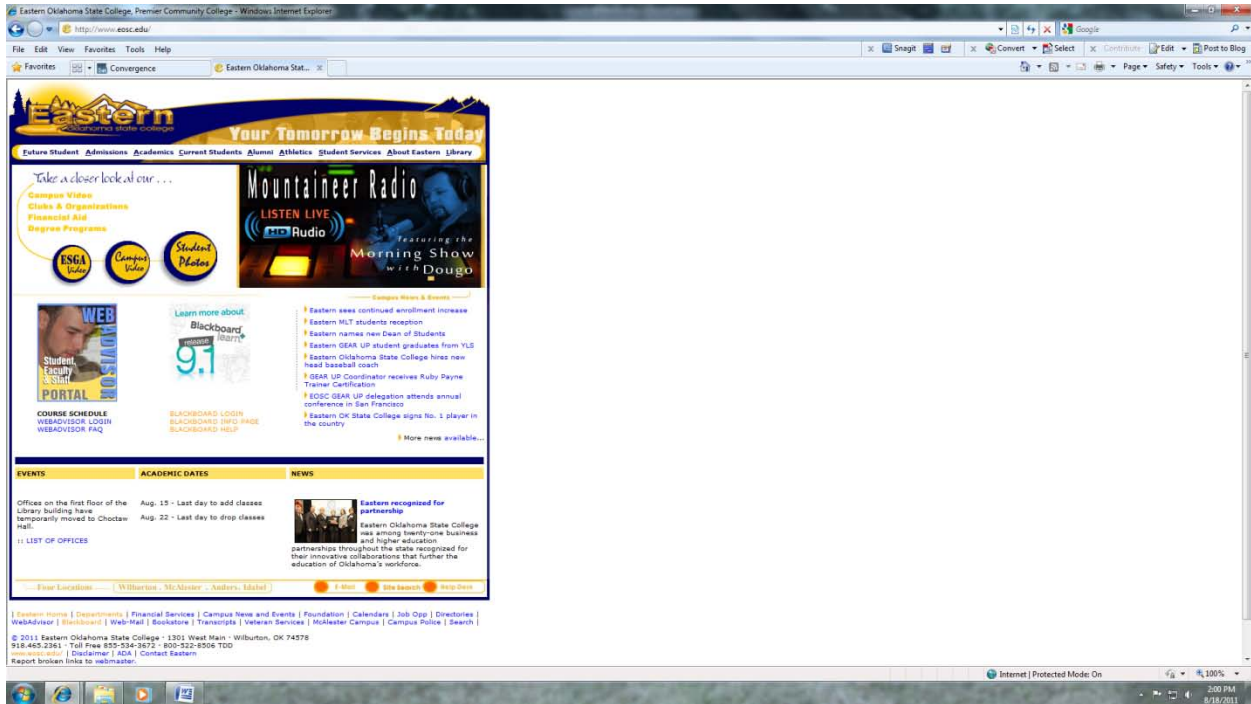 Eastern Oklahoma State College, Premier Community College - Windows Internet Explorer
http://www.eosc.edu/
Google
File Edit View Favorites Tools Help
x Snagit
x Convert Select
x Contribute Edit Post to Blog
Favorites
Convergence
Eastern Oklahoma Stat... x
Page Safety Tools
Eastern
oklahoma state college
Your Tomorrow Begins Today
Future Student Admissions Academics Current Students Alumni Athletics Student Services About Eastern Library
Take a closer look at our . . .
Campus Video
Clubs & Organizations
Financial Aid
Degree Programs
ESGA Video
Campus Video
Student Photos
Mountaineer Radio
LISTEN LIVE
HD Audio
featuring the
Morning Show
with Dougo
WEB ADVISOR
Student,
Faculty
& Staff
PORTAL
COURSE SCHEDULE
WEBADVISOR LOGIN
WEBADVISOR FAQ
Learn more about
Blackboard
learn
release
9.1
BLACKBOARD LOGIN
BLACKBOARD INFO PAGE
BLACKBOARD HELP
Campus News & Events
Eastern sees continued enrollment increase
Eastern MLT students reception
Eastern names new Dean of Students
Eastern GEAR UP student graduates from YLS
Eastern Oklahoma State College hires new
head baseball coach
GEAR UP Coordinator receives Ruby Payne
Trainer Certification
EOSC GEAR UP delegation attends annual
conference in San Francisco
Eastern OK State College signs No. 1 player in
the country
More news available...
EVENTS
Offices on the first floor of the
Library building have
temporarily moved to Choctaw
Hall.
:: LIST OF OFFICES
ACADEMIC DATES
Aug. 15 - Last day to add classes
Aug. 22 - Last day to drop classes
NEWS
Eastern recognized for
partnership
Eastern Oklahoma State College
was among twenty-one business
and higher education
partnerships throughout the state recognized for
their innovative collaborations that further the
education of Oklahoma's workforce.
Four Locations
Wilburton . McAlester . Antlers. Idabel
E-Mail
Site Search
Help Desk
| Eastern Home | Departments | Financial Services | Campus News and Events | Foundation | Calendars | Job Opp | Directories |
WebAdvisor | Blackboard | Web-Mail | Bookstore | Transcripts | Veteran Services | McAlester Campus | Campus Police | Search |
© 2011 Eastern Oklahoma State College - 1301 West Main - Wilburton, OK 74578
918.465.2361 - Toll Free 855-534-3672 - 800-522-8506 TDD
www.eosc.edu/ | Disclaimer | ADA | Contact Eastern
Report broken links to webmaster.
Internet | Protected Mode: On
100%
2:00 PM
8/18/2011